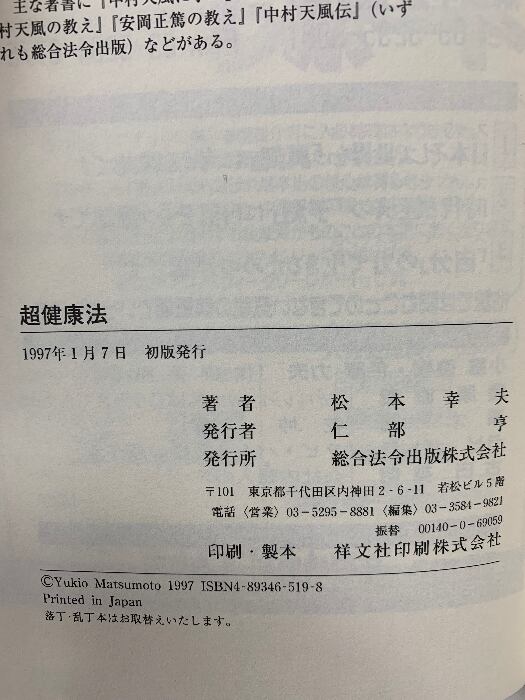 主な著書に『中村天風に
村天風の教え』『安岡正篤の教え』『中村天風伝』(いず
れも総合法令出版)などがある。
超健康法
1997年1月7日 初版発行
著者 松本幸夫
発行者 仁部亨
発行所 総合法令出版株式会社
〒101 東京都千代田区内神田2-6-11 若松ビル5階
電話〈営業〉03-5295-8881〈編集〉03-3584-9821
振替 00140-0-69059
印刷・製本 祥文社印刷株式会社
©Yukio Matsumoto 1997 ISBN4-89346-519-8
Printed in Japan
落丁・乱丁本はお取替えいたします。